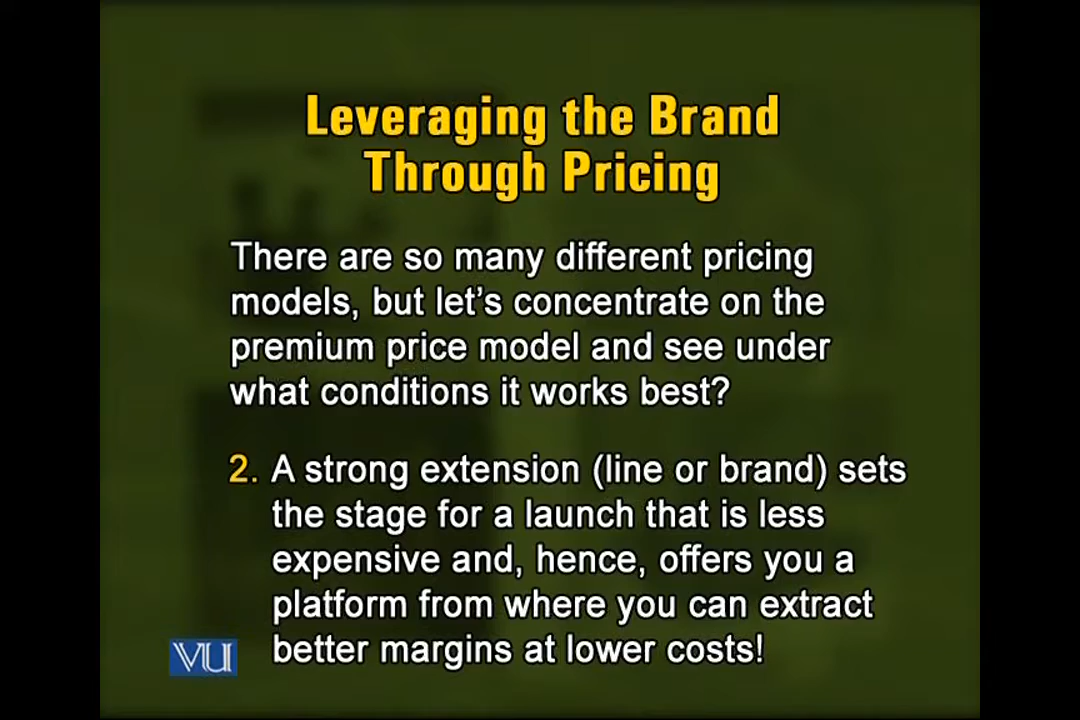 Leveraging the Brand
Through Pricing
There are so many different pricing
models, but let’s concentrate on the
premium price model and see under
what conditions it works best?
2. A strong extension (line or brand) sets
the stage for a launch that is less
expensive and, hence, offers you a
platform from where you can extract
better margins at lower costs!
VU